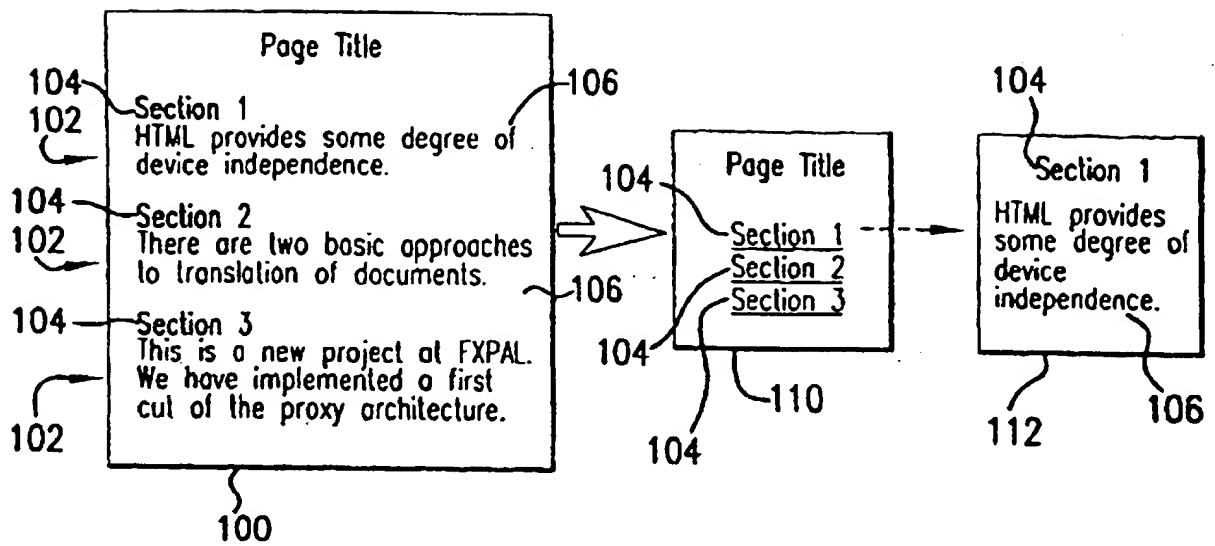 Page Title
104
Section 1
106
102
HTML provides some degree of
device independence.
104
Section 2
102
There are two basic approaches
to translation of documents.
106
104
Section 3
This is a new project at FXPAL.
We have implemented a first
cut of the proxy architecture.
102
100
Page Title
104
Section 1
Section 2
Section 3
104
104
110
104
Section 1
HTML provides
some degree of
device
independence.
106
112